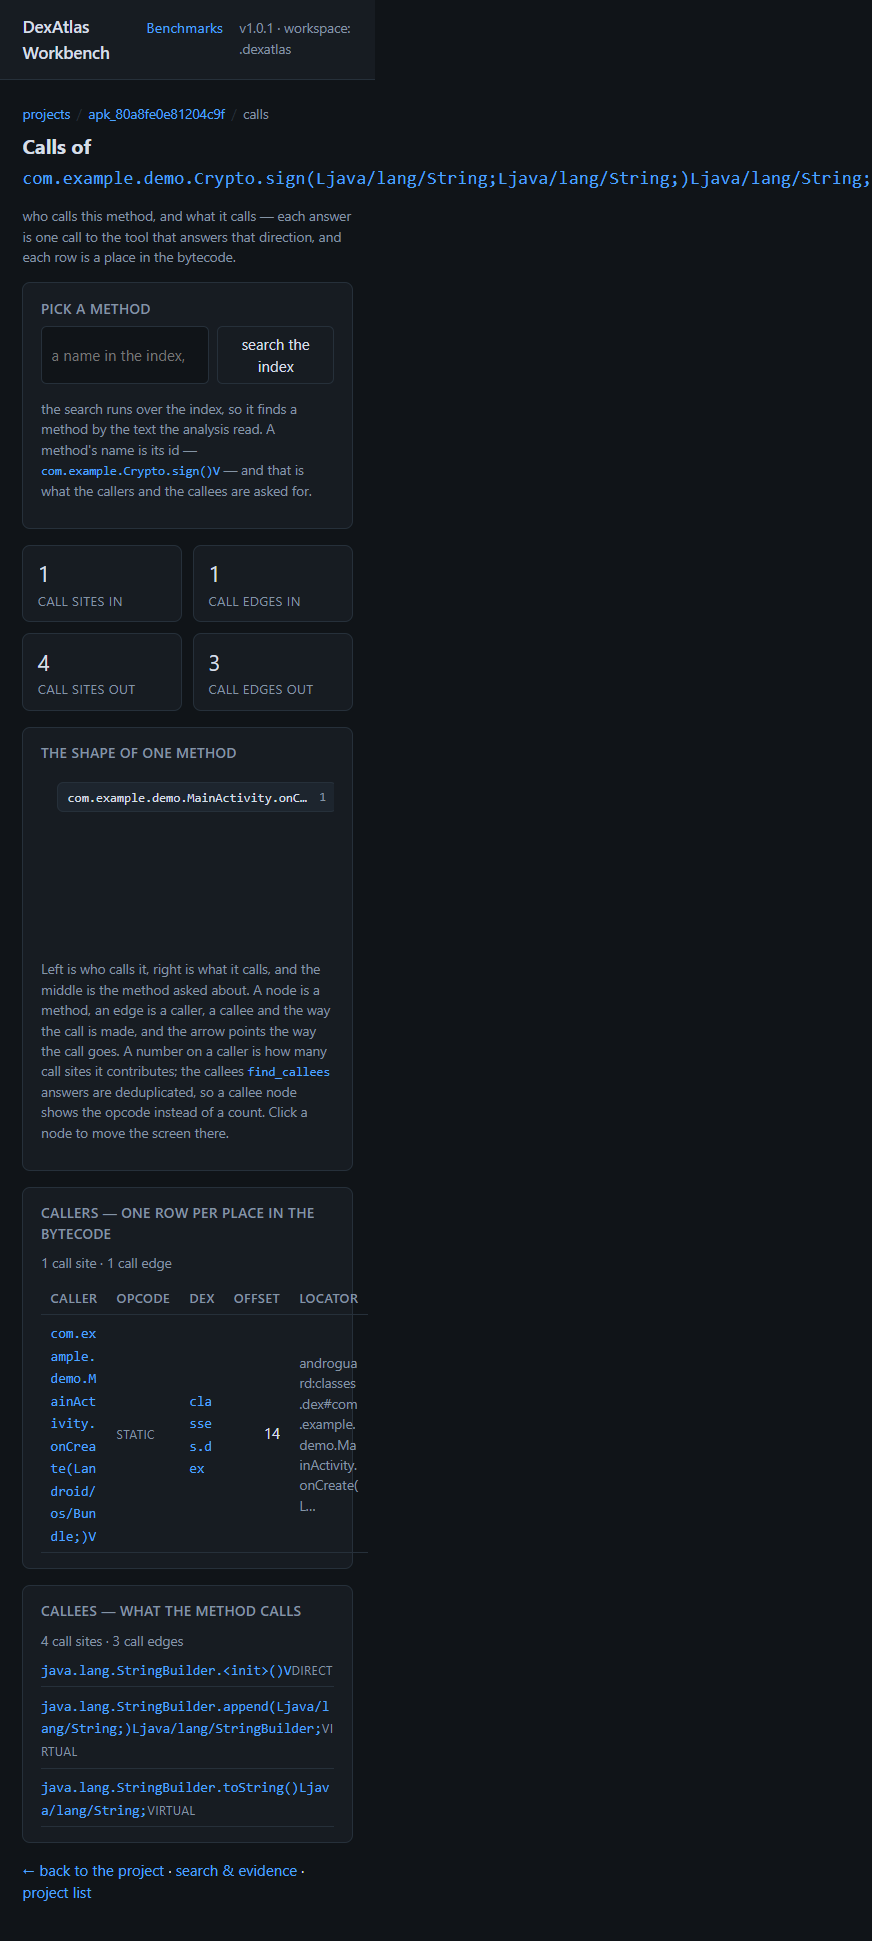 DexAtlas
Workbench
Benchmarks
v1.0.1 · workspace:
.dexatlas
projects / apk_80a8fe0e81204c9f / calls
Calls of
com.example.demo.Crypto.sign(Ljava/lang/String;Ljava/lang/String;)Ljava/lang/String;
who calls this method, and what it calls — each answer
is one call to the tool that answers that direction, and
each row is a place in the bytecode.
PICK A METHOD
a name in the index,
search the
index
the search runs over the index, so it finds a
method by the text the analysis read. A
method's name is its id —
com.example.Crypto.sign()V — and that is
what the callers and the callees are asked for.
1
CALL SITES IN
1
CALL EDGES IN
4
CALL SITES OUT
3
CALL EDGES OUT
THE SHAPE OF ONE METHOD
com.example.demo.MainActivity.onC… 1
Left is who calls it, right is what it calls, and the
middle is the method asked about. A node is a
method, an edge is a caller, a callee and the way
the call is made, and the arrow points the way
the call goes. A number on a caller is how many
call sites it contributes; the callees find_callees
answers are deduplicated, so a callee node
shows the opcode instead of a count. Click a
node to move the screen there.
CALLERS — ONE ROW PER PLACE IN THE
BYTECODE
1 call site · 1 call edge
CALLER OPCODE DEX OFFSET LOCATOR
com.ex
ample.
demo.M
ainAct
ivity.
onCrea
te(Lan
droid/
os/Bun
dle;)V
STATIC
cla
sse
s.d
ex
14
androgua
rd:classes
.dex#com
.example.
demo.Ma
inActivity.
onCreate(
L...
CALLEES — WHAT THE METHOD CALLS
4 call sites · 3 call edges
java.lang.StringBuilder.<init>()VDIRECT
java.lang.StringBuilder.append(Ljava/l
ang/String;)Ljava/lang/StringBuilder;VI
RTUAL
java.lang.StringBuilder.toString()Ljav
a/lang/String;VIRTUAL
← back to the project · search & evidence ·
project list